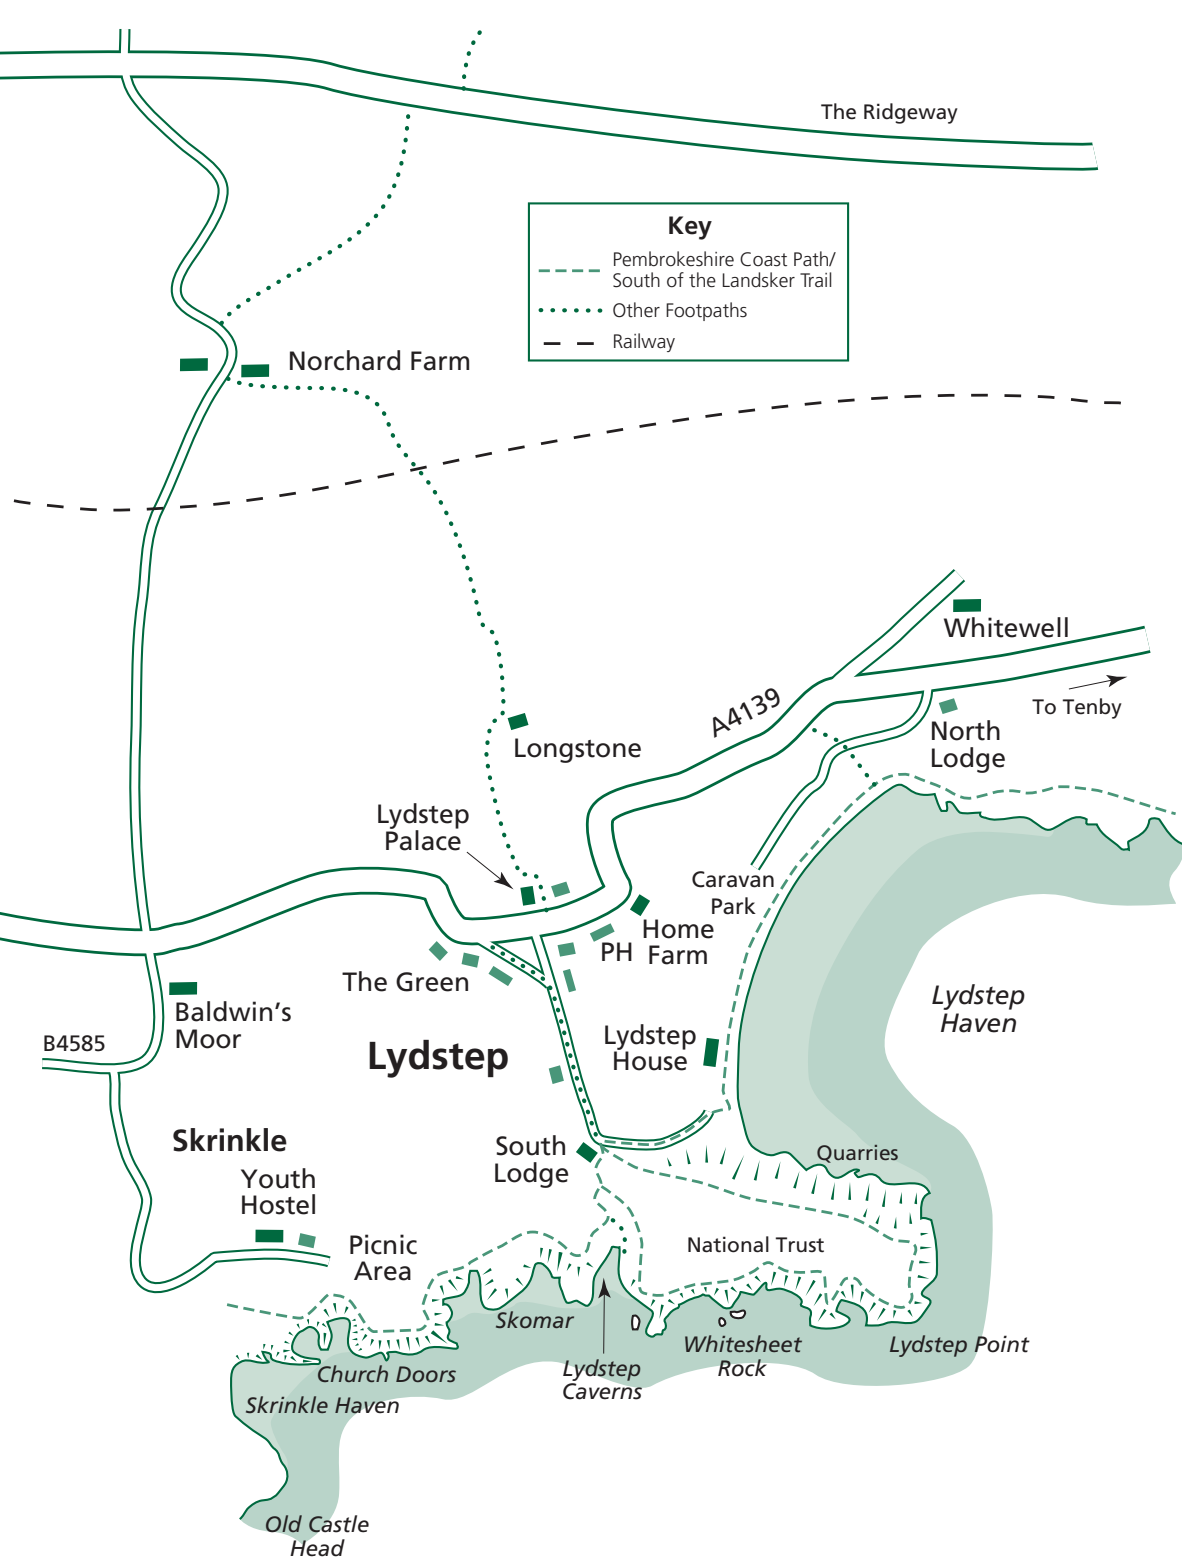 The Ridgeway
Key
Pembrokeshire Coast Path/
South of the Landsker Trail
Other Footpaths
Railway
Norchard Farm
Whitewell
A4139
To Tenby
North
Lodge
Longstone
Lydstep
Palace
Caravan
Park
Home
Farm
PH
The Green
Baldwin's
Moor
Lydstep
Haven
B4585
Lydstep
Lydstep
House
Skrinkle
South
Lodge
Quarries
Youth
Hostel
Picnic
Area
National Trust
Skomar
Whitesheet
Rock
Lydstep Point
Lydstep
Caverns
Church Doors
Skrinkle Haven
Old Castle
Head